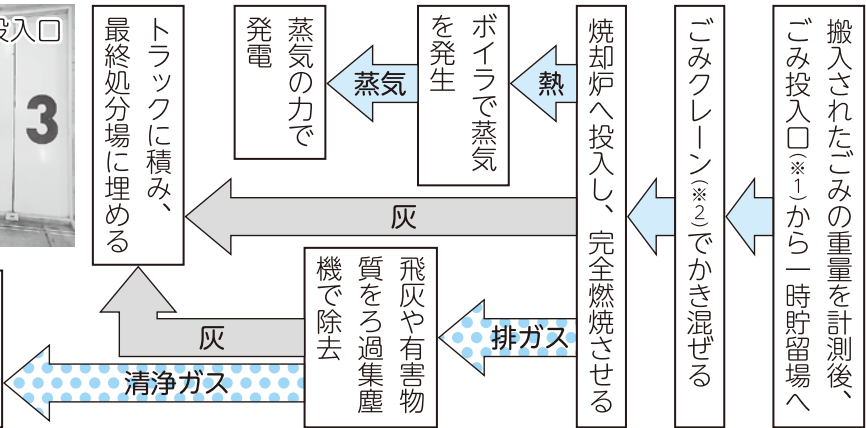 搬入されたごみの重量を計測後、
ごみ投入口(※1)から一時貯留場へ
ごみクレーン(※2)でかき混ぜる
焼却炉へ投入し、完全燃焼させる
熱
ボイラで蒸気
を発生
蒸気
蒸気の力で
発電
灰
トラックに積み、
最終処分場に埋める
排ガス
飛灰や有害物
質をろ過集塵
機で除去
灰
清浄ガス
投入口
3